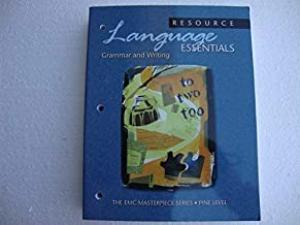 RESOURCE
Language
ESSENTIALS
Grammar and Writing
to
two
too
THE EMC MASTERPIECE SERIES • PINE LEVEL